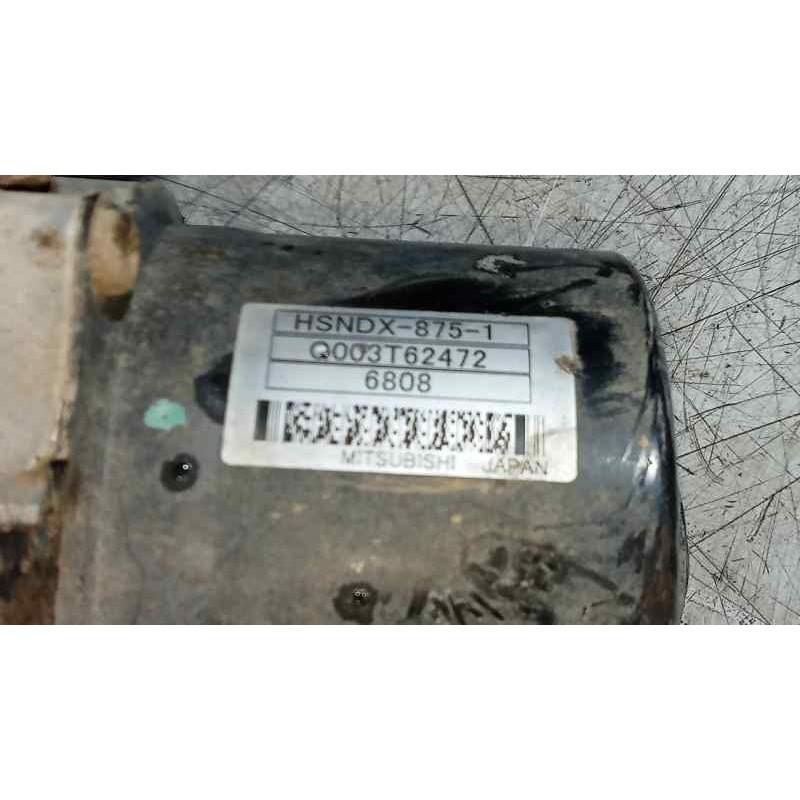 HSNDX-875-1
Q003T62472
6808
MITSUBISHI JAPAN